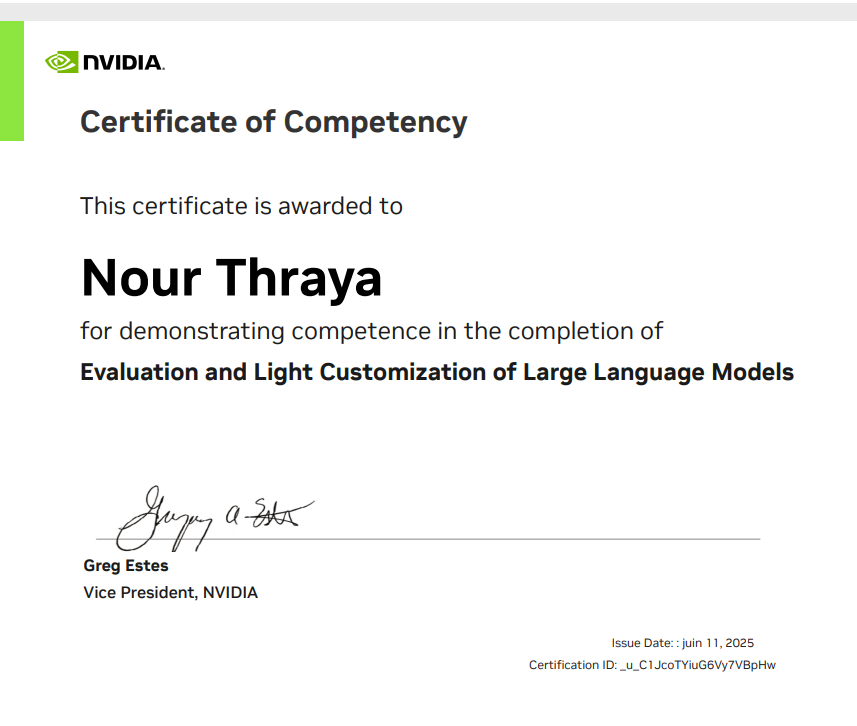 NVIDIA.
Certificate of Competency
This certificate is awarded to
Nour Thraya
for demonstrating competence in the completion of
Evaluation and Light Customization of Large Language Models
Greg Estes
Vice President, NVIDIA
Issue Date: : juin 11, 2025
Certification ID: _u_C1JcoTYiuG6Vy7VBpHw